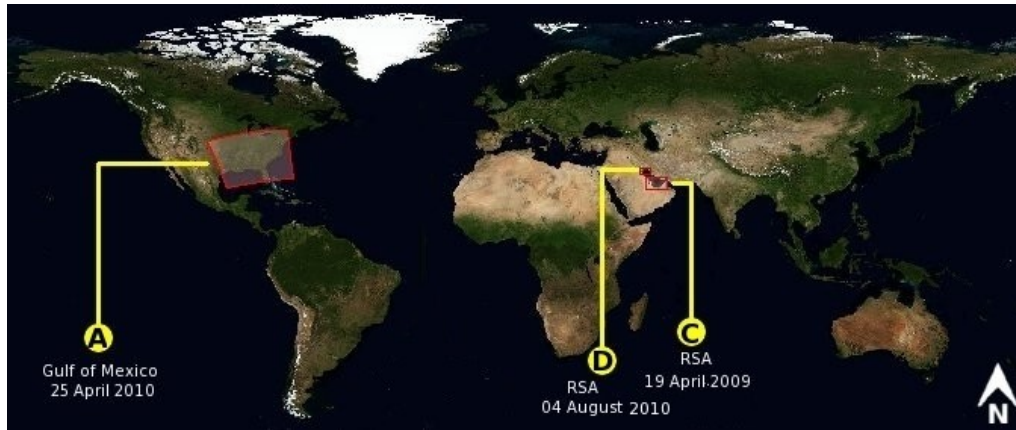 A
Gulf of Mexico
25 April 2010
D
RSA
04 August 2010
C
RSA
19 April 2009
N